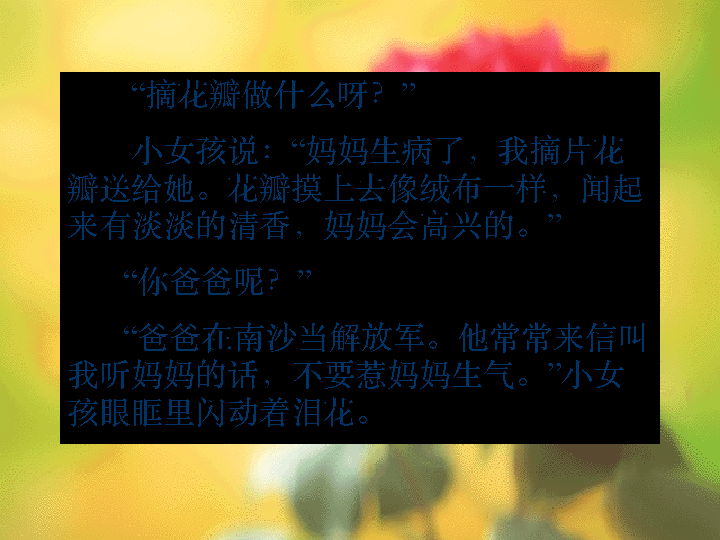 “摘花瓣做什么呀？”
小女孩说：“妈妈生病了，我摘片花
瓣送给她。花瓣摸上去像绒布一样，闻起
来有淡淡的清香，妈妈会高兴的。”
“你爸爸呢？”
“爸爸在南沙当解放军。他常常来信叫
我听妈妈的话，不要惹妈妈生气。”小女
孩眼眶里闪动着泪花。